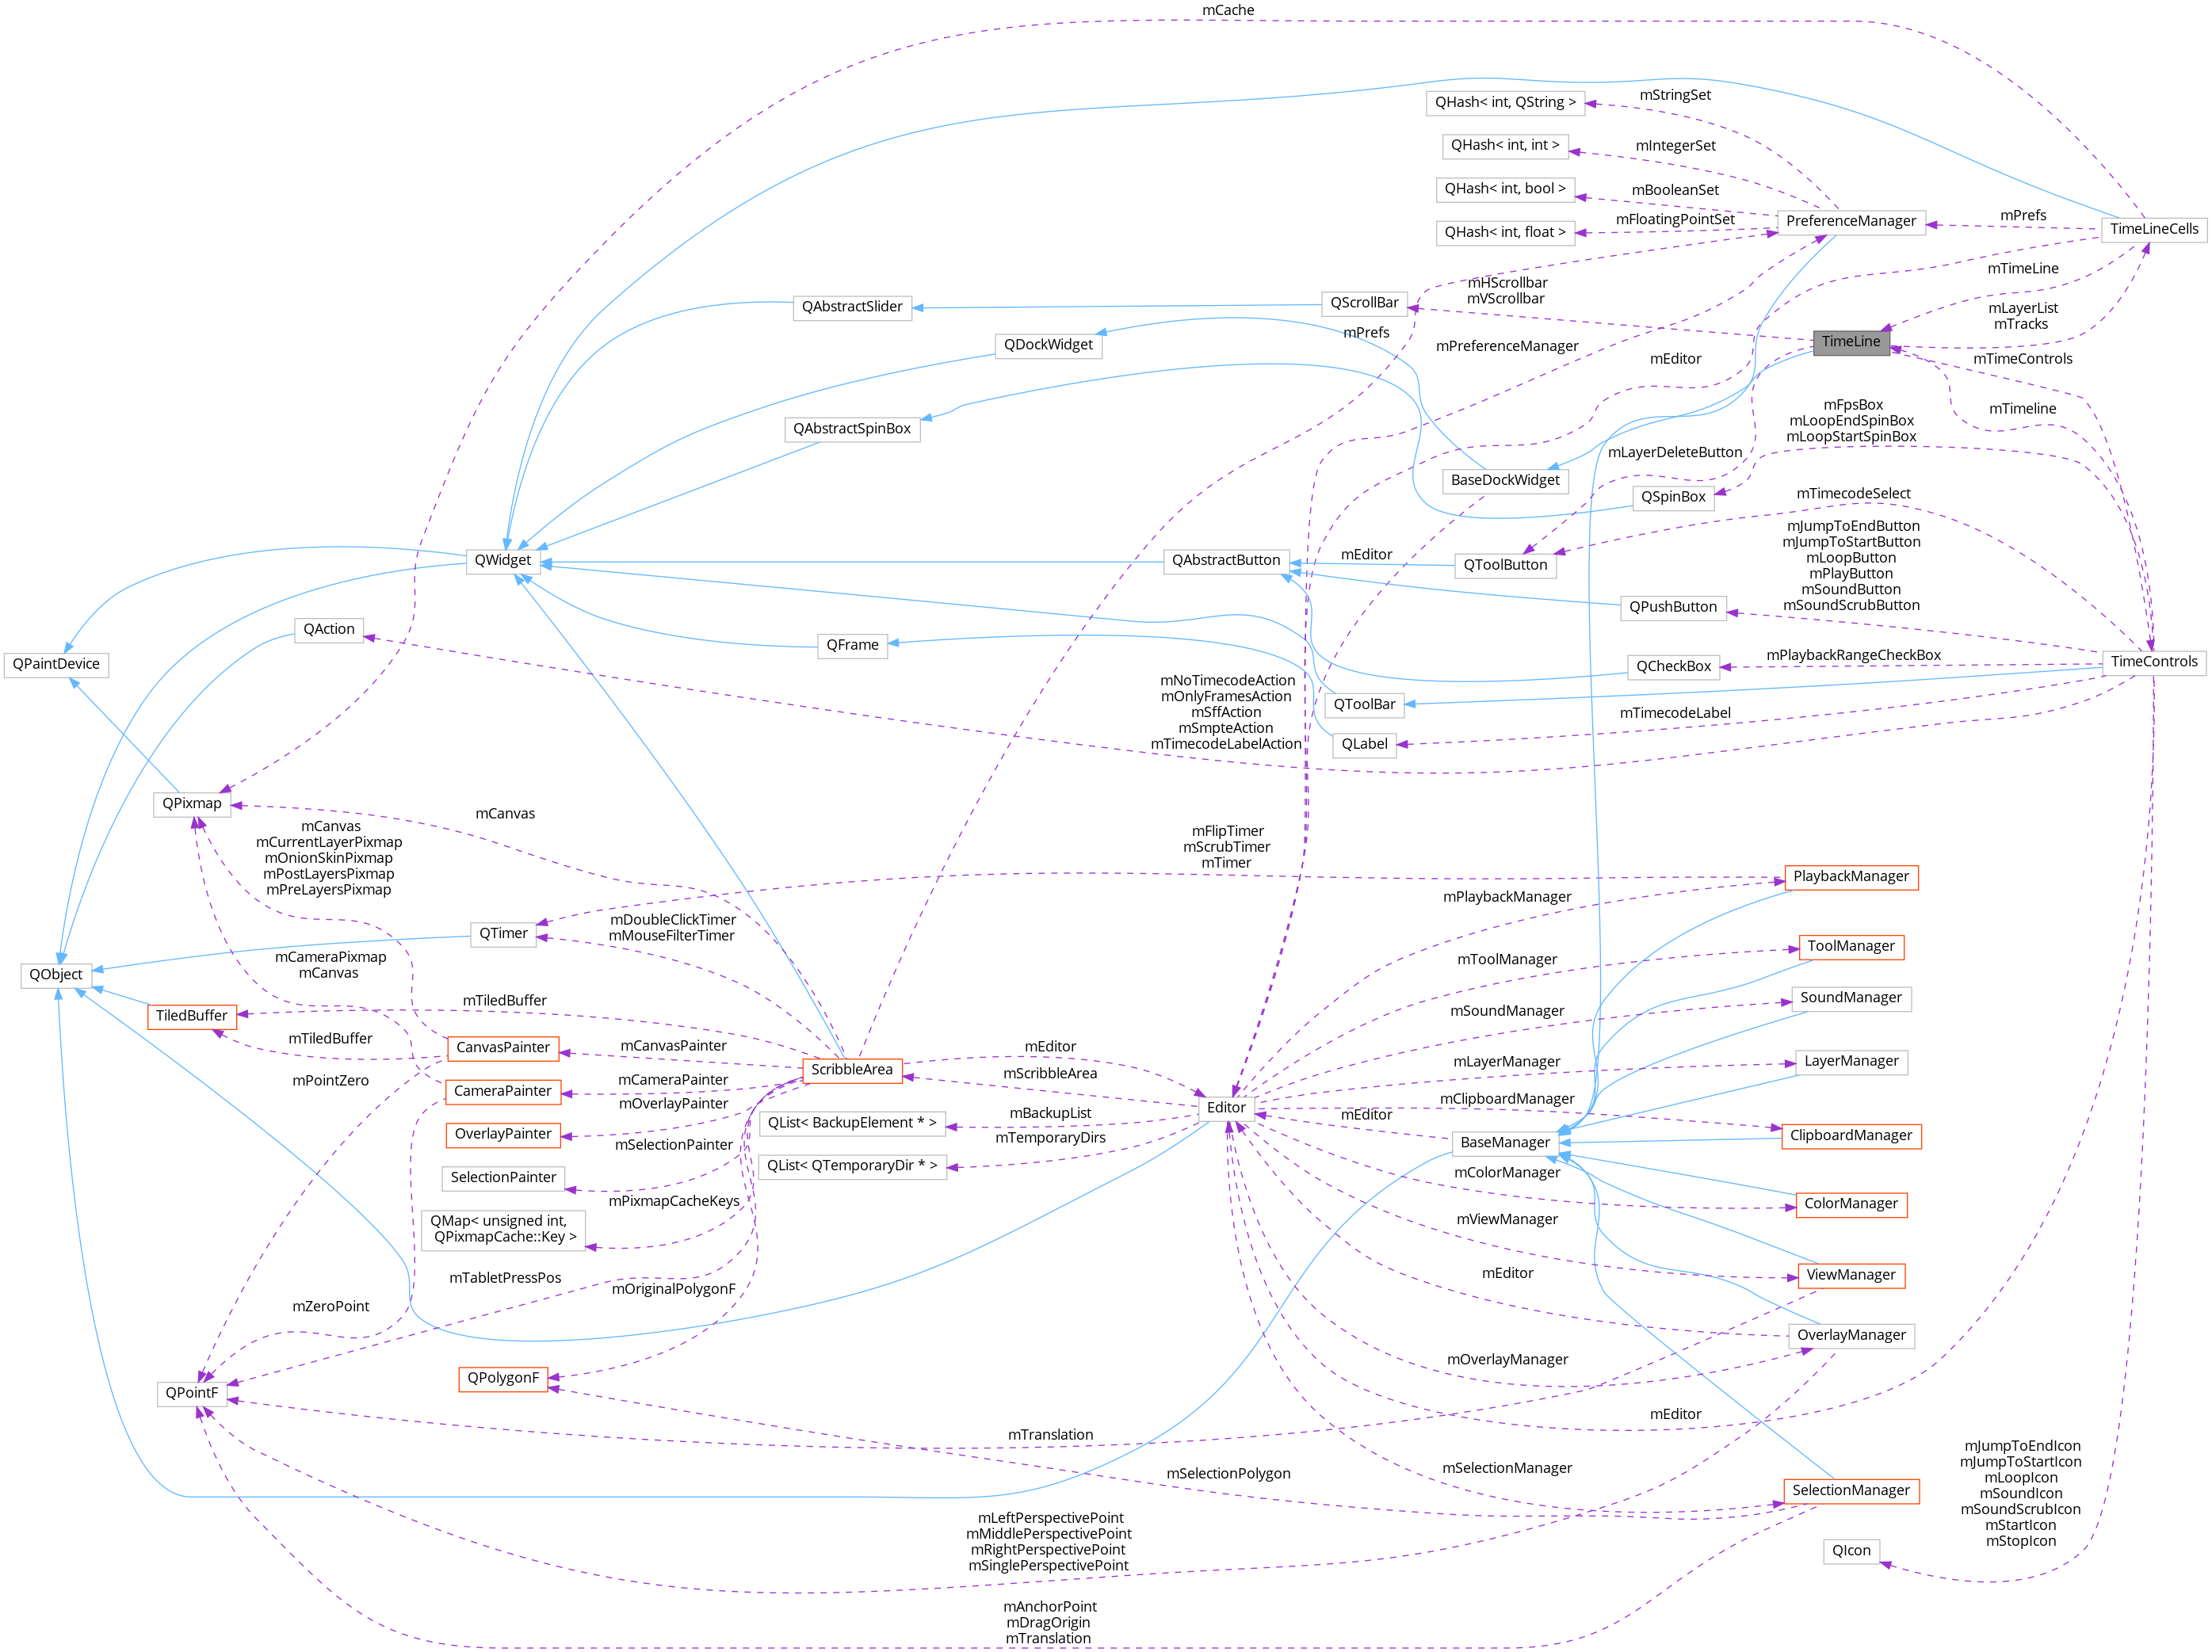 mCache
QHash< int, QString >
mStringSet
QHash< int, int >
mIntegerSet
QHash< int, bool >
mBooleanSet
QHash< int, float >
mFloatingPointSet
PreferenceManager
mPrefs
TimeLineCells
mTimeLine
mHScrollbar
mVScrollbar
QAbstractSlider
QScrollBar
mLayerList
mTracks
TimeLine
mPrefs
QDockWidget
mPreferenceManager
mEditor
mTimeControls
mTimeline
mFpsBox
mLoopEndSpinBox
mLoopStartSpinBox
QAbstractSpinBox
mLayerDeleteButton
BaseDockWidget
QSpinBox
mTimecodeSelect
mJumpToEndButton
mJumpToStartButton
mLoopButton
mPlayButton
mSoundButton
mSoundScrubButton
mEditor
QWidget
QAbstractButton
QToolButton
QPushButton
QAction
QFrame
QPaintDevice
QCheckBox
mPlaybackRangeCheckBox
TimeControls
mNoTimecodeAction
mOnlyFramesAction
mSffAction
mSmpteAction
mTimecodeLabelAction
QToolBar
mTimecodeLabel
QLabel
QPixmap
mCanvas
mCanvas
mCurrentLayerPixmap
mOnionSkinPixmap
mPostLayersPixmap
mPreLayersPixmap
mFlipTimer
mScrubTimer
mTimer
PlaybackManager
mPlaybackManager
QTimer
mDoubleClickTimer
mMouseFilterTimer
ToolManager
mToolManager
mCameraPixmap
mCanvas
QObject
TiledBuffer
mTiledBuffer
SoundManager
mSoundManager
mTiledBuffer
CanvasPainter
mCanvasPainter
ScribbleArea
mEditor
mScribbleArea
mLayerManager
LayerManager
mPointZero
CameraPainter
mCameraPainter
mOverlayPainter
OverlayPainter
QList< BackupElement * >
mBackupList
Editor
mClipboardManager
mEditor
BaseManager
ClipboardManager
mSelectionPainter
SelectionPainter
QList< QTemporaryDir * >
mTemporaryDirs
mColorManager
ColorManager
mPixmapCacheKeys
QMap< unsigned int,
QPixmapCache::Key >
mViewManager
ViewManager
mTabletPressPos
mOriginalPolygonF
mZeroPoint
mEditor
OverlayManager
mOverlayManager
QPolygonF
QPointF
mEditor
mTranslation
mSelectionPolygon
mSelectionManager
SelectionManager
mJumpToEndIcon
mJumpToStartIcon
mLoopIcon
mSoundIcon
mSoundScrubIcon
mStartIcon
mStopIcon
mLeftPerspectivePoint
mMiddlePerspectivePoint
mRightPerspectivePoint
mSinglePerspectivePoint
QIcon
mAnchorPoint
mDragOrigin
mTranslation